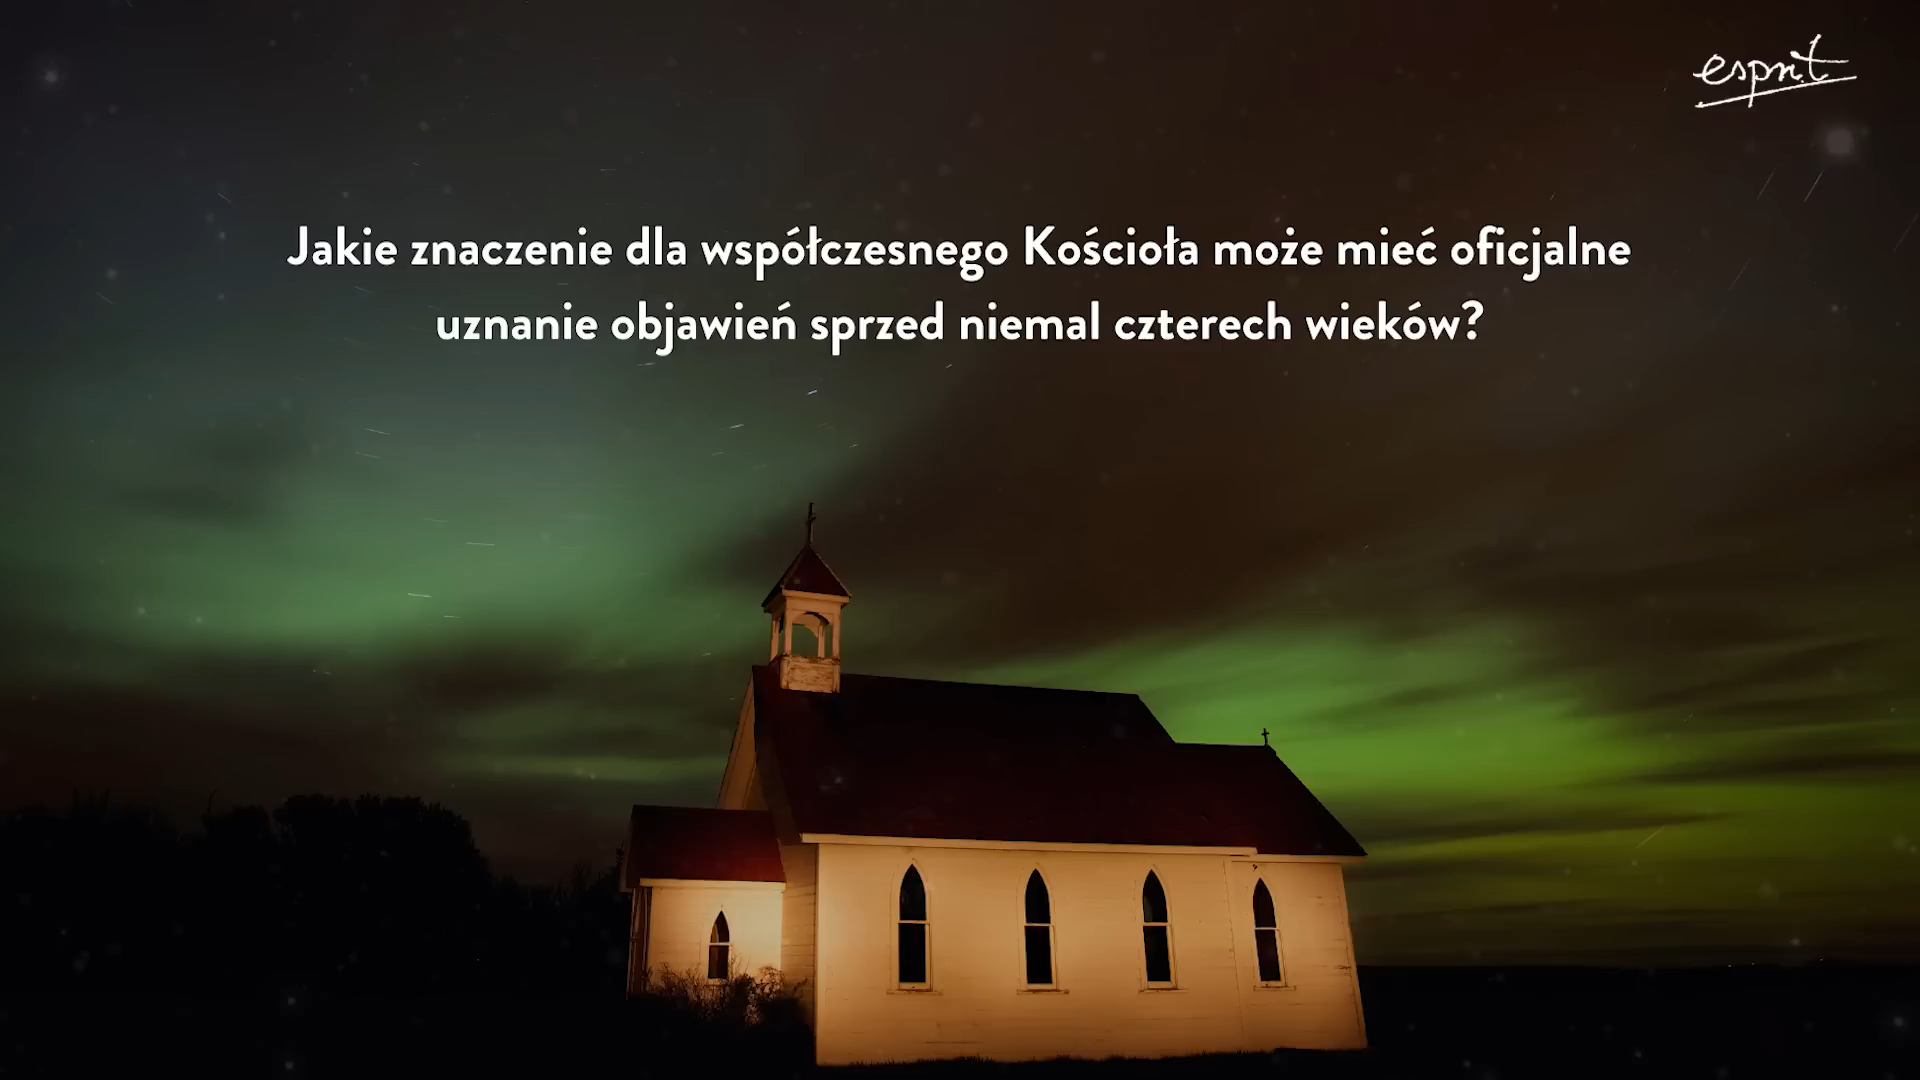 esprit
Jakie znaczenie dla współczesnego Kościoła może mieć oficjalne
uznanie objawień sprzed niemal czterech wieków?